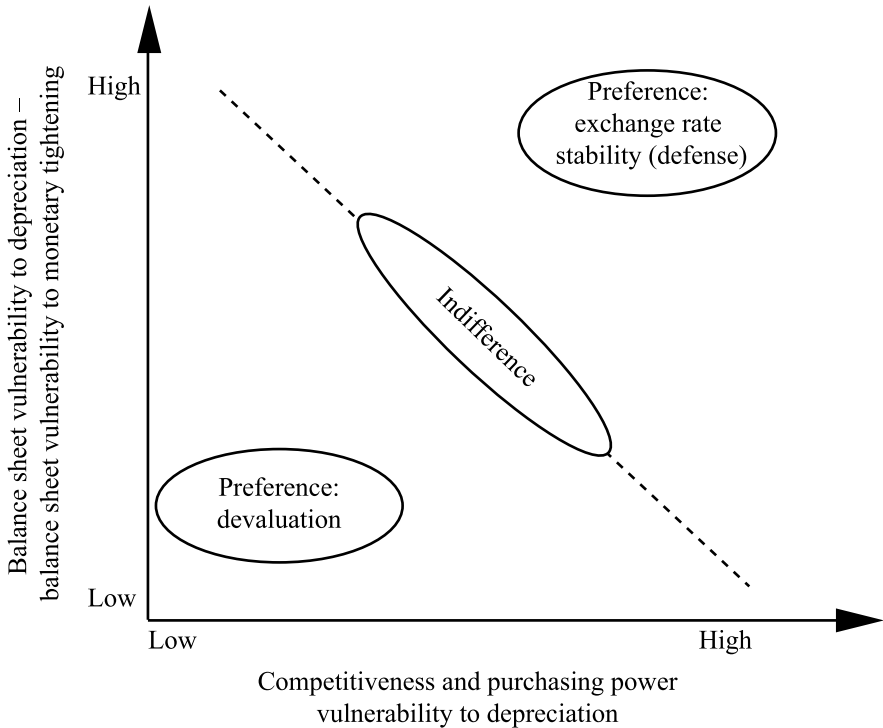 Balance sheet vulnerability to depreciation –
balance sheet vulnerability to monetary tightening
High
Preference:
exchange rate
stability (defense)
Indifference
Preference:
devaluation
Low
Low
High
Competitiveness and purchasing power
vulnerability to depreciation